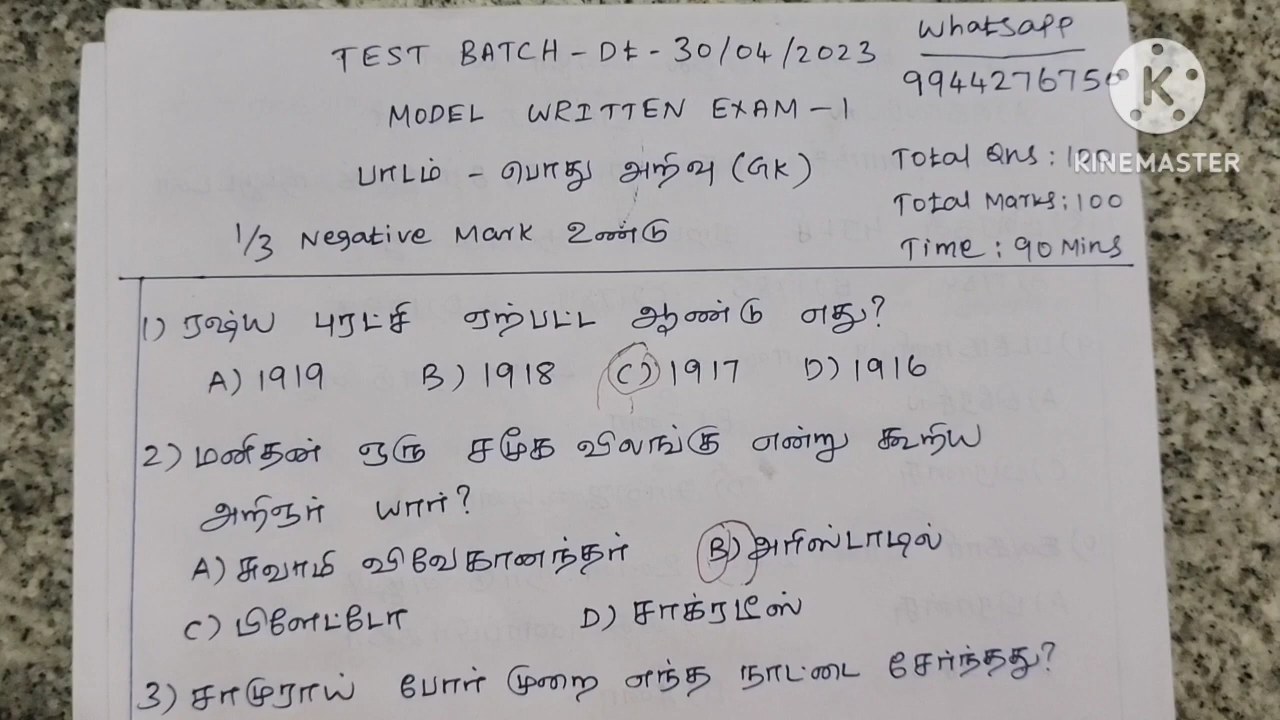 TEST BATCH - Dt - 30/04/2023
Whatsapp
MODEL WRITTEN EXAM - 1
பாடம் - பொது அறிவு (GK)
Total Qns :
1/3 Negative Mark உண்டு
Total Marks : 100
Time : 90 Mins
K
KINEMASTER
1) ரஷ்ய புரட்சி ஏற்பட்ட ஆண்டு எது?
A) 1919 B) 1918 C) 1917 D) 1916
2) மனிதன் ஒரு சமூக விலங்கு என்று கூறிய
அறிஞர் யார்?
A) சுவாமி விவேகானந்தர் B) அரிஸ்டாடில்
C) பிளேட்டோ D) சாக்ரடீஸ்
3) சாமுராய் போர் முறை எந்த நாட்டை சேர்ந்தது?